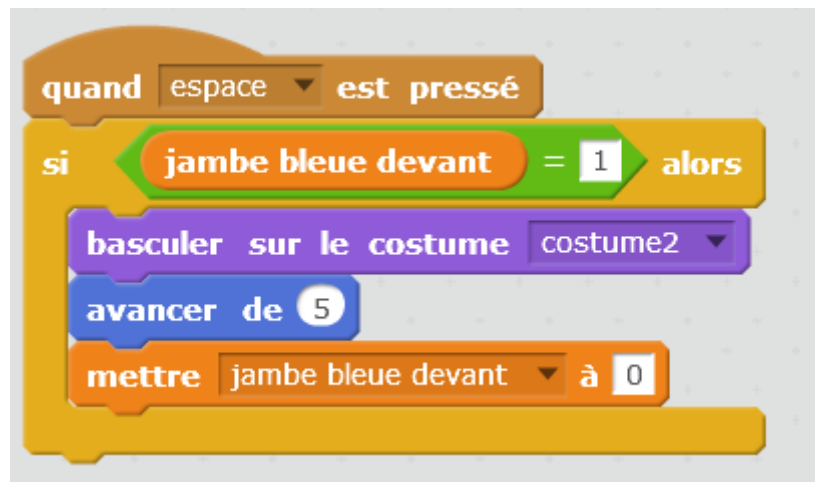 quand espace est pressé
si jambe bleue devant = 1 alors
basculer sur le costume costume2
avancer de 5
mettre jambe bleue devant à 0